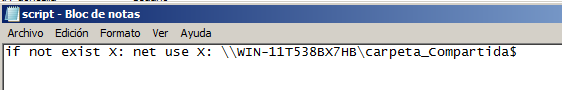 script - Bloc de notas
Archivo Edición Formato Ver Ayuda
if not exist X: net use X: \\WIN-11T538BX7HB\carpeta_Compartida$